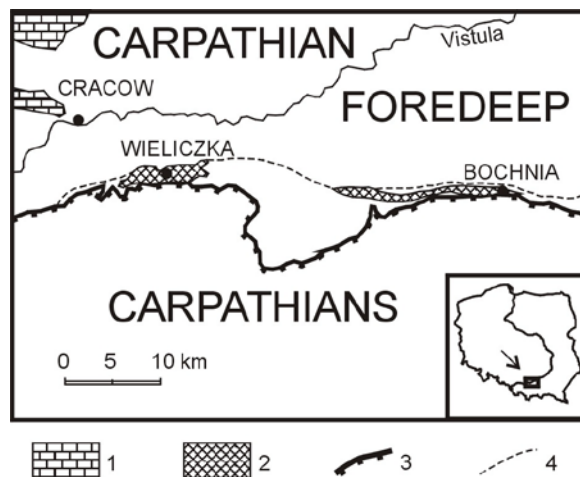 CARPATHIAN
Vistula
CRACOW
FOREDEEP
WIELICZKA
BOCHNIA
CARPATHIANS
0 5 10 km
1 2 3 4